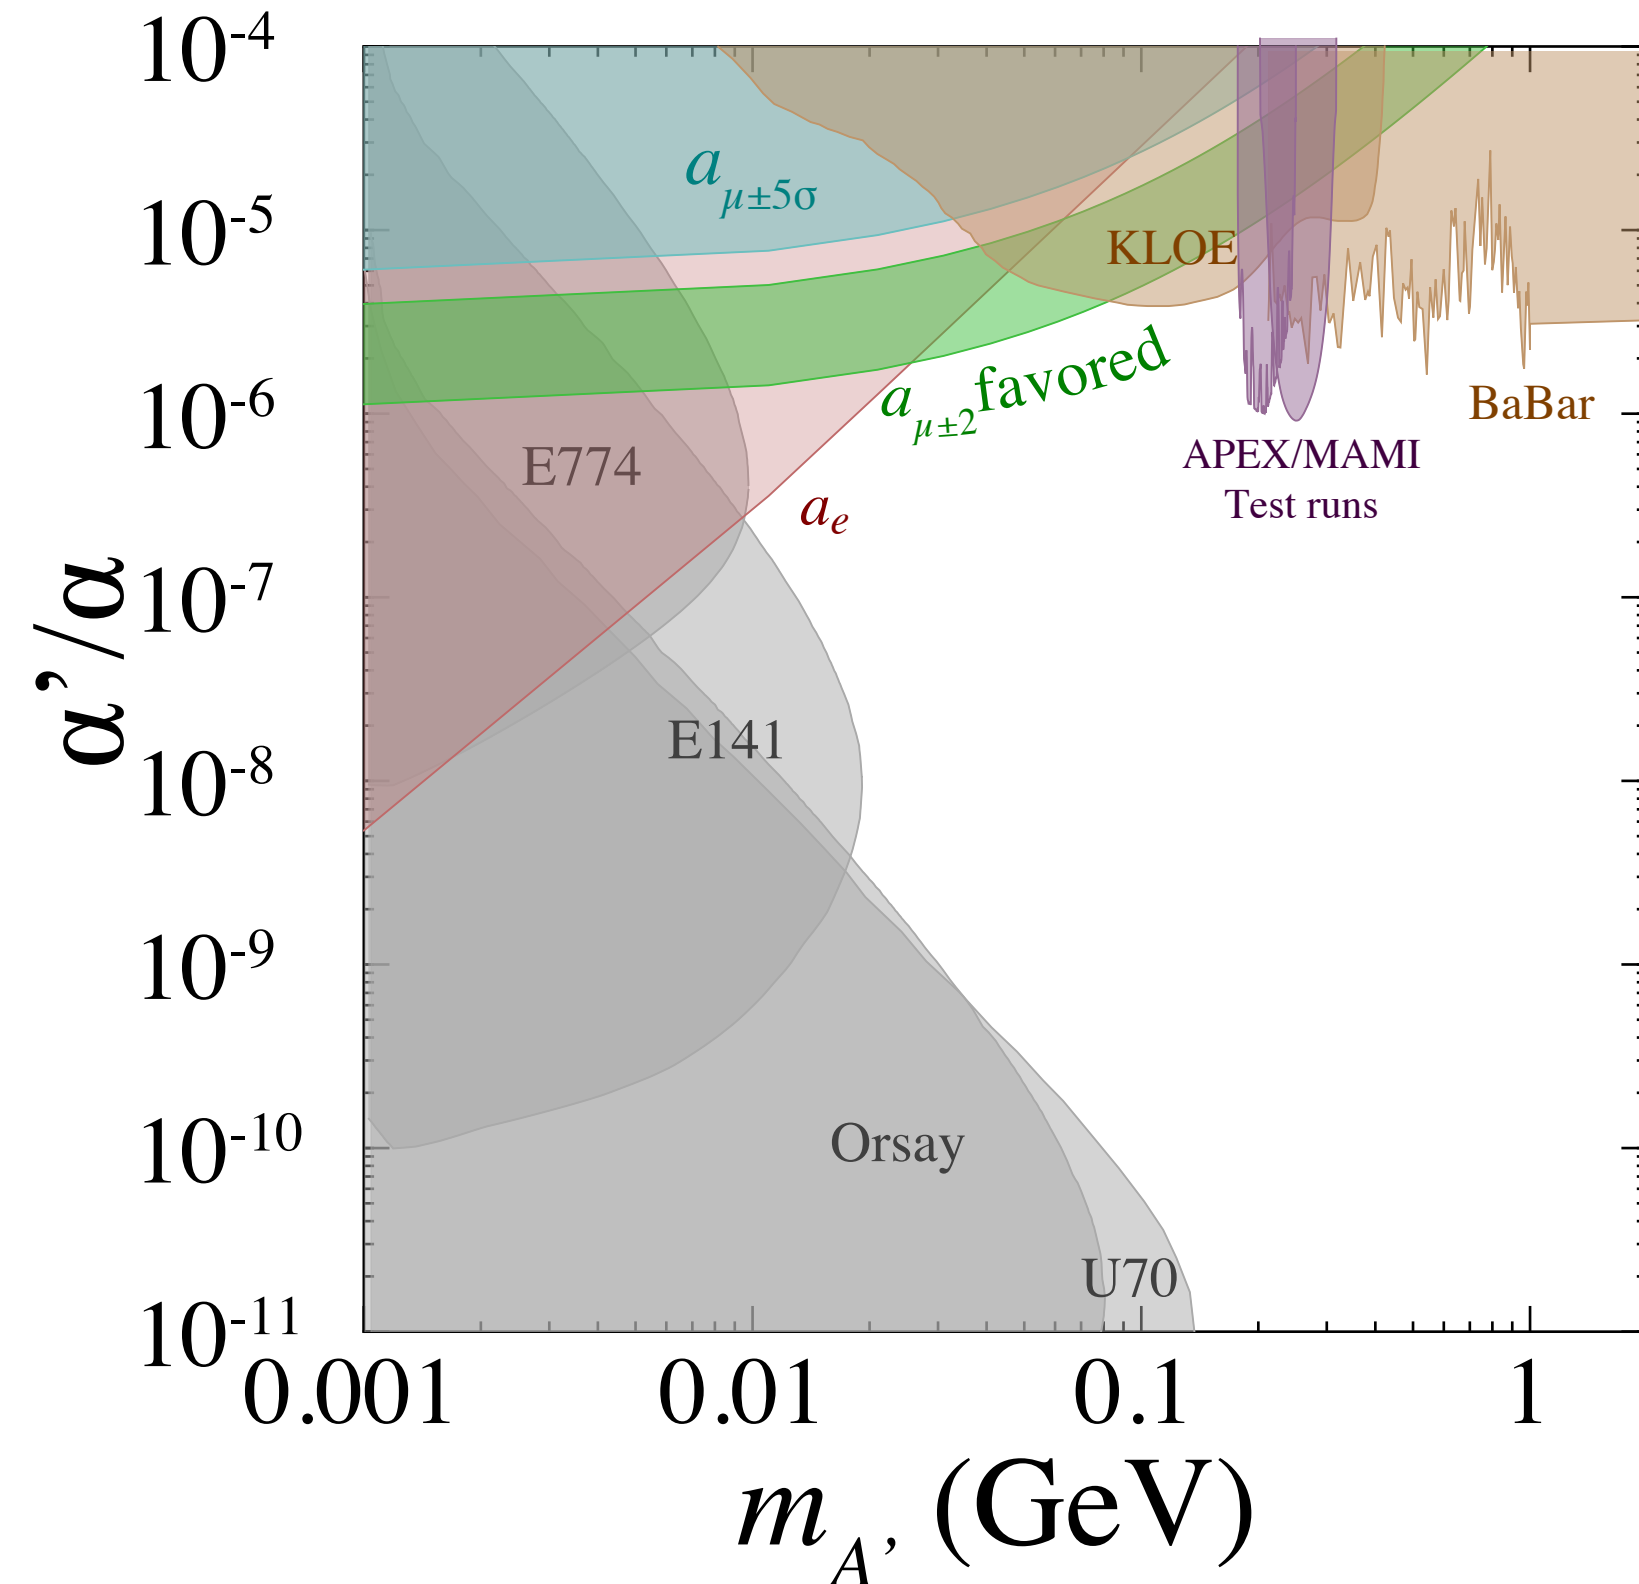 10-4
10-5
10-6
10-7
10-8
10-9
10-10
10-11
α’/α
aμ±5σ
KLOE
aμ±2favored
BaBar
APEX/MAMI
Test runs
E774
ae
E141
Orsay
U70
0.001 0.01 0.1 1
mA’ (GeV)